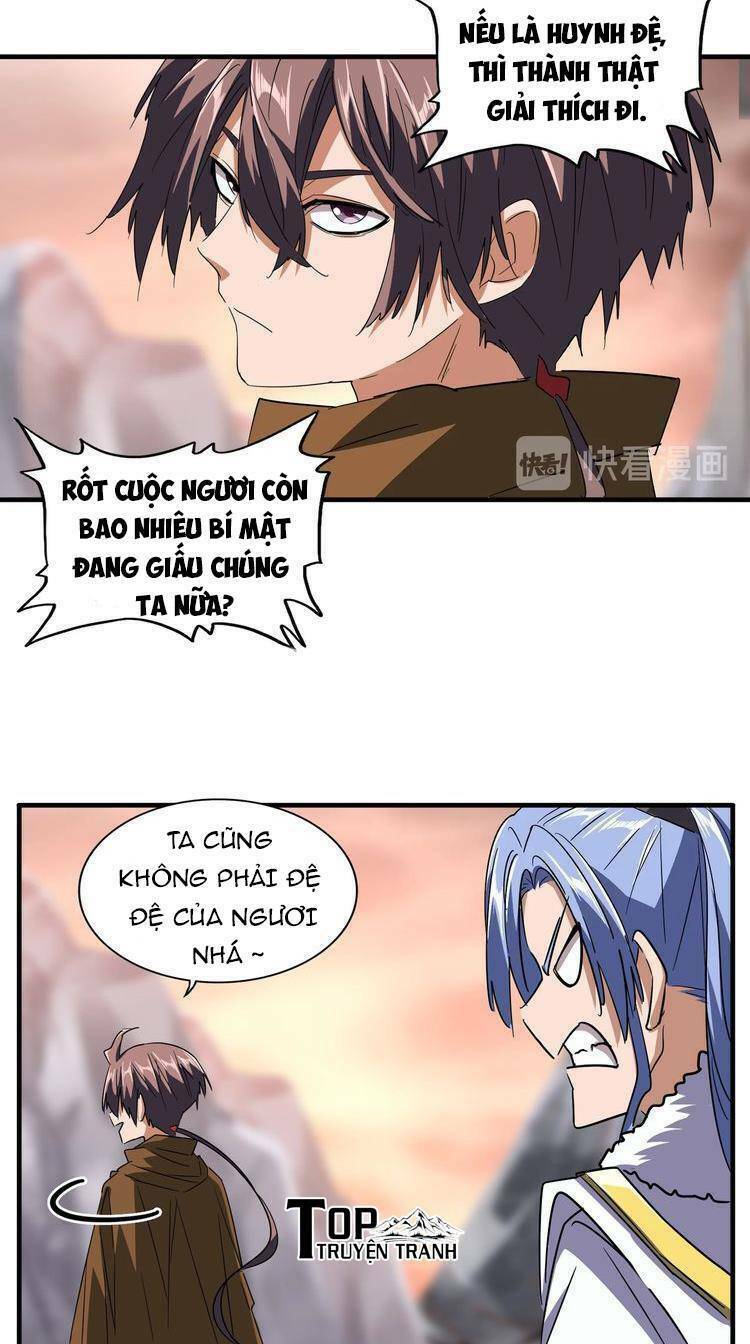 NẾU LÀ HUYNH ĐỆ,
THÌ THÀNH THẬT
GIẢI THÍCH ĐI.
快看! 快看漫画
RỐT CUỘC NGƯƠI CÒN
BAO NHIÊU BÍ MẬT
ĐANG GIẤU CHÚNG
TA NỮA?
TA CŨNG
KHÔNG PHẢI ĐỆ
ĐỆ CỦA NGƯƠI
NHÁ ~
TOP
TRUYỆN TRANH